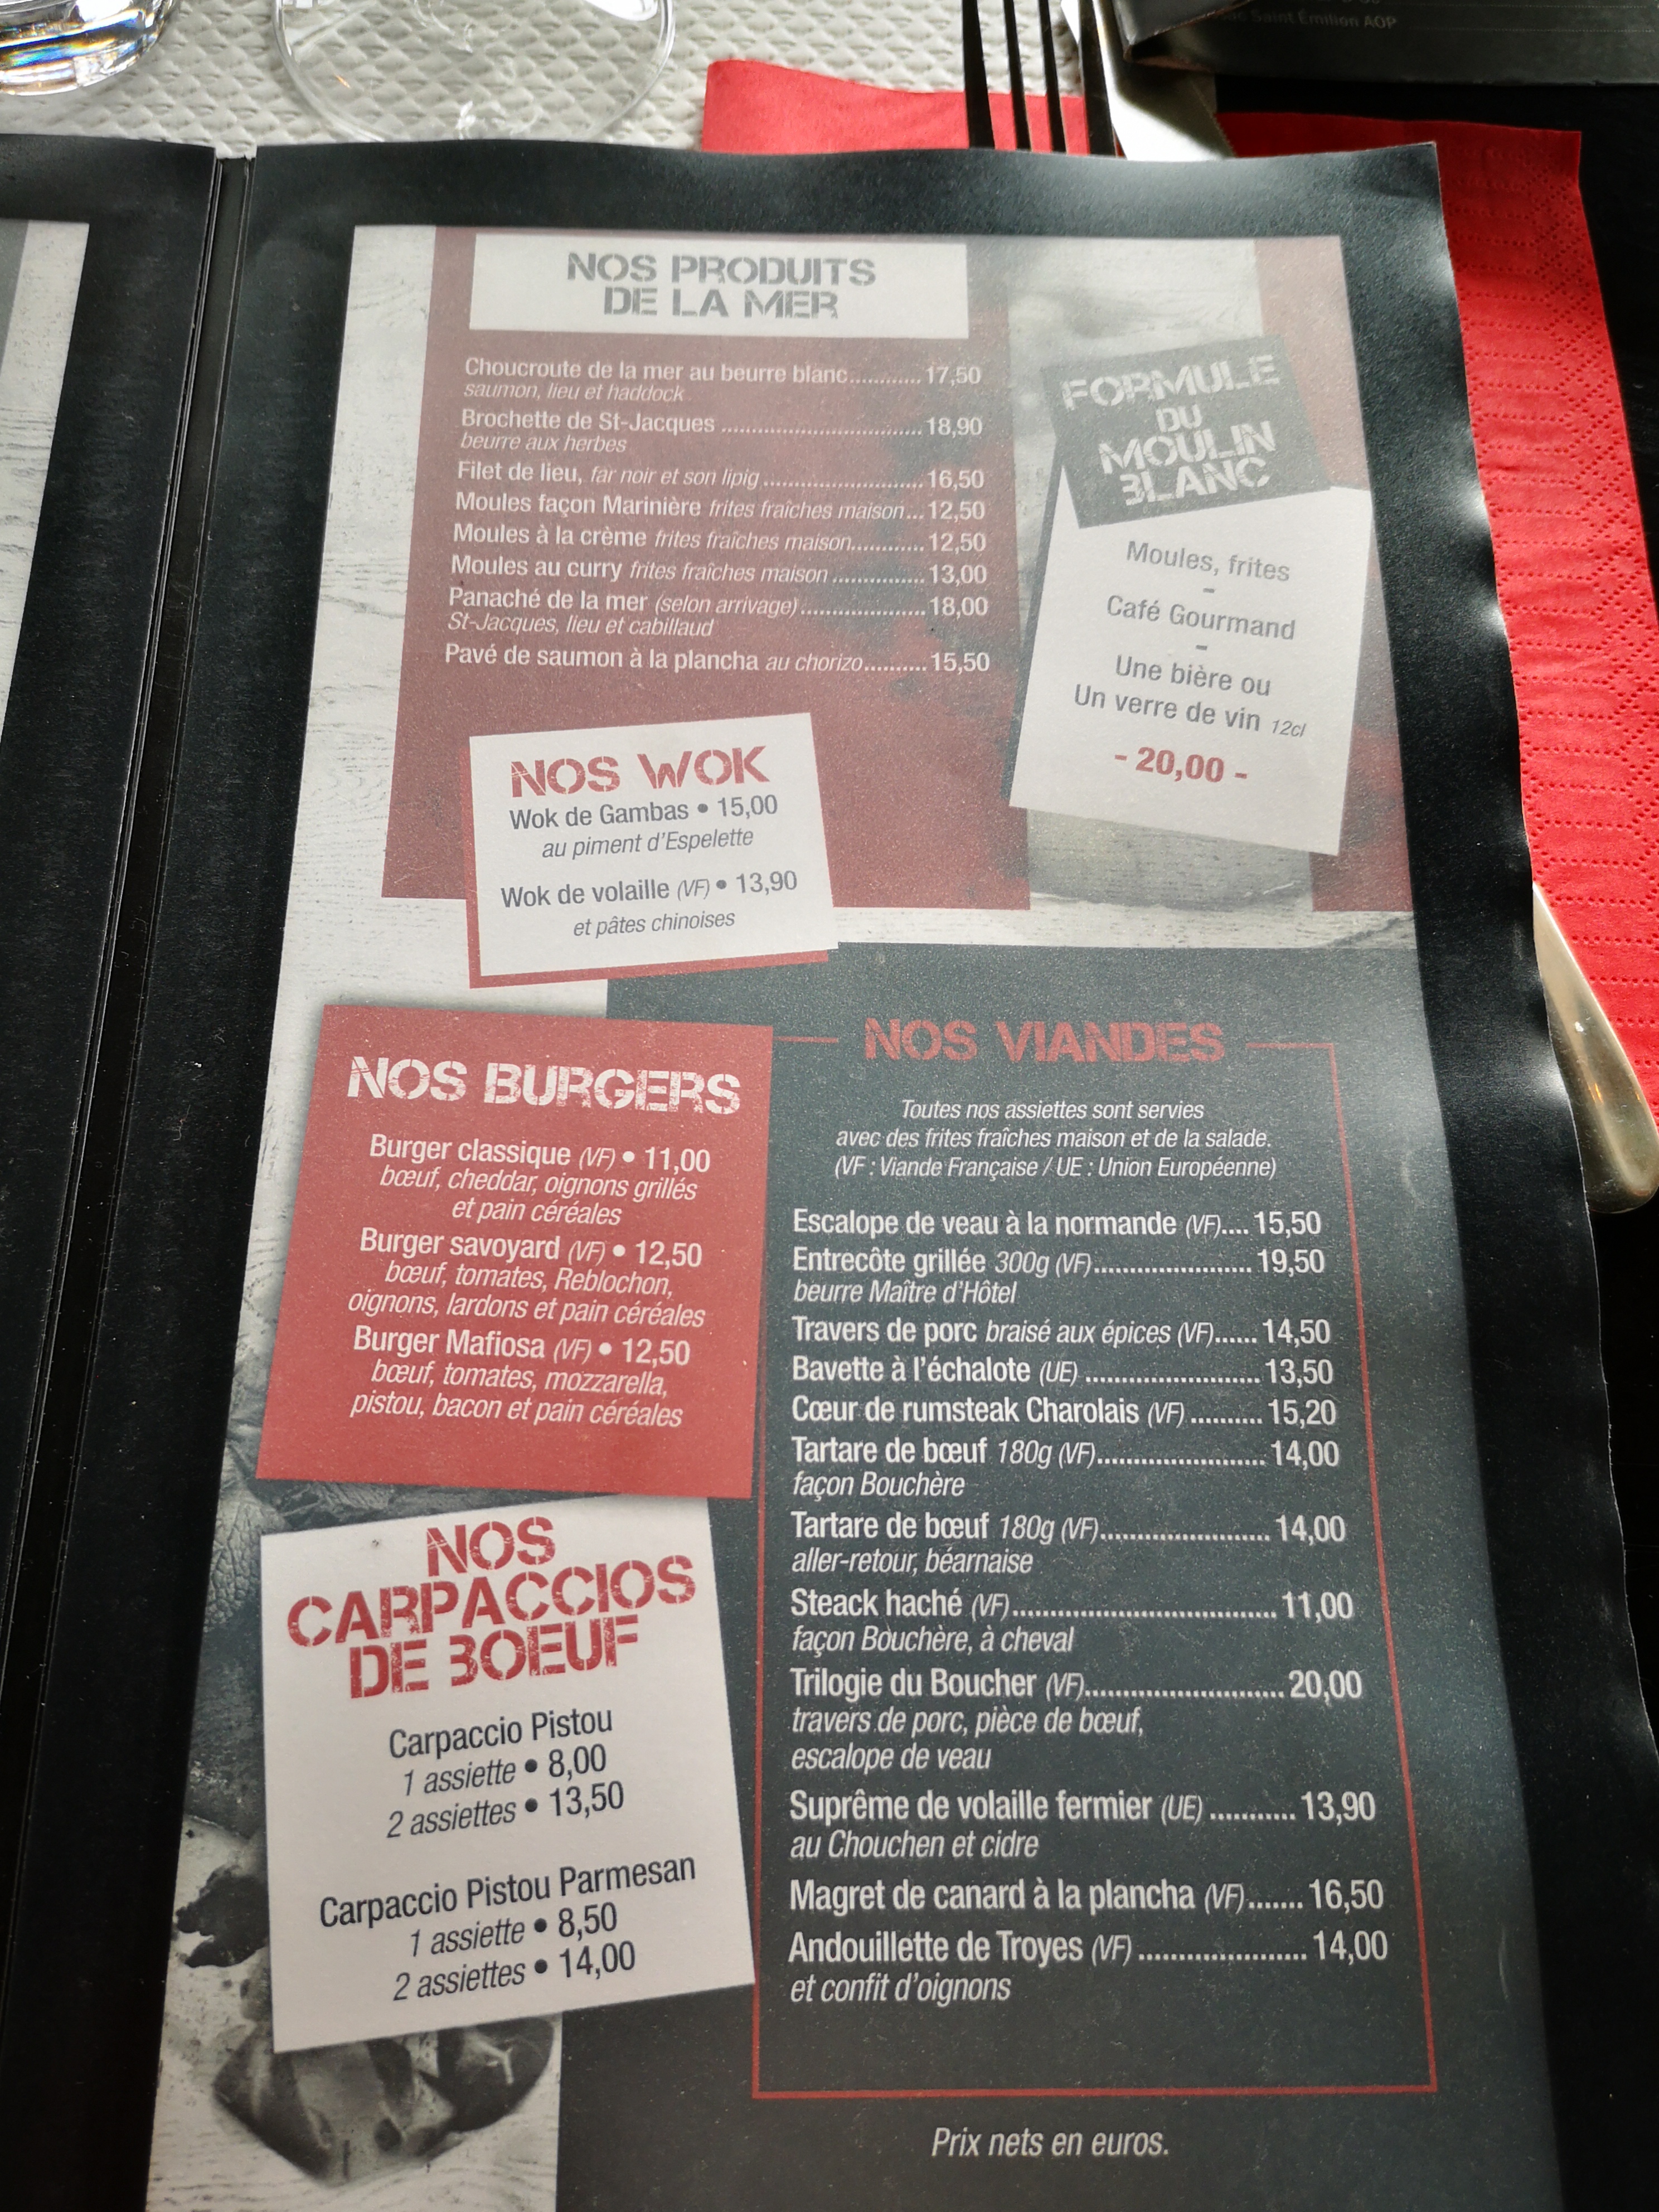 Saint Émilion AOP
NOS PRODUITS
DE LA MER
Choucroute de la mer au beurre blanc............ 17,50
saumon, lieu et haddock
Brochette de St-Jacques ................................. 18,90
beurre aux herbes
Filet de lieu, far noir et son lipig .......................... 16,50
Moules façon Marinière frites fraîches maison... 12,50
Moules à la crème frites fraîches maison............ 12,50
Moules au curry frites fraîches maison ............... 13,00
Panaché de la mer (selon arrivage).................... 18,00
St-Jacques, lieu et cabillaud
Pavé de saumon à la plancha au chorizo.......... 15,50
FORMULE
DU
MOULIN
BLANC
Moules, frites
-
Café Gourmand
-
Une bière ou
Un verre de vin 12cl
- 20,00 -
NOS WOK
Wok de Gambas • 15,00
au piment d'Espelette
Wok de volaille (VF) • 13,90
et pâtes chinoises
NOS BURGERS
Burger classique (VF) • 11,00
bœuf, cheddar, oignons grillés
et pain céréales
Burger savoyard (VF) • 12,50
bœuf, tomates, Reblochon,
oignons, lardons et pain céréales
Burger Mafiosa (VF) • 12,50
bœuf, tomates, mozzarella,
pistou, bacon et pain céréales
NOS
CARPACCIOS
DE BOEUF
Carpaccio Pistou
1 assiette • 8,00
2 assiettes • 13,50
Carpaccio Pistou Parmesan
1 assiette • 8,50
2 assiettes • 14,00
NOS VIANDES
Toutes nos assiettes sont servies
avec des frites fraîches maison et de la salade.
(VF : Viande Française / UE : Union Européenne)
Escalope de veau à la normande (VF).... 15,50
Entrecôte grillée 300g (VF)...................... 19,50
beurre Maître d'Hôtel
Travers de porc braisé aux épices (VF)...... 14,50
Bavette à l'échalote (UE) ......................... 13,50
Cœur de rumsteak Charolais (VF) .......... 15,20
Tartare de bœuf 180g (VF)........................ 14,00
façon Bouchère
Tartare de bœuf 180g (VF)........................ 14,00
aller-retour, béarnaise
Steack haché (VF)..................................... 11,00
façon Bouchère, à cheval
Trilogie du Boucher (VF)............................ 20,00
travers de porc, pièce de bœuf,
escalope de veau
Suprême de volaille fermier (UE) ........... 13,90
au Chouchen et cidre
Magret de canard à la plancha (VF)....... 16,50
Andouillette de Troyes (VF) ...................... 14,00
et confit d'oignons
Prix nets en euros.